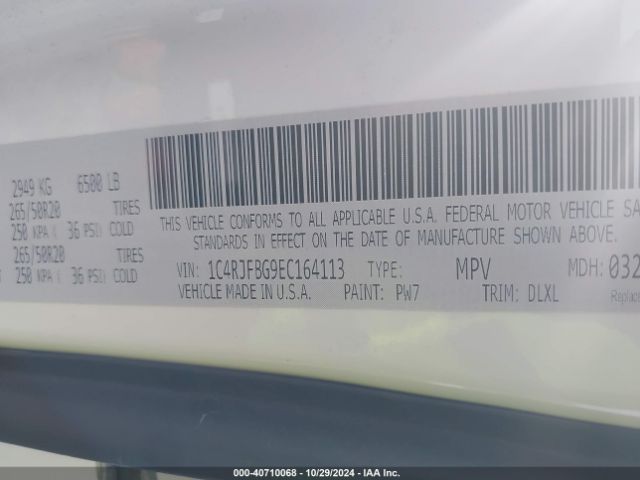 2949 KG 6500 LB
265/50R20 TIRES
250 KPA ( 36 PSI) COLD
265/50R20 TIRES
250 KPA ( 36 PSI) COLD
THIS VEHICLE CONFORMS TO ALL APPLICABLE U.S.A. FEDERAL MOTOR VEHICLE SA
STANDARDS IN EFFECT ON THE DATE OF MANUFACTURE SHOWN ABOVE.
VIN: 1C4RJFBG9EC164113 TYPE: MPV MDH: 032
VEHICLE MADE IN U.S.A. PAINT: PW7 TRIM: DLXL
Replace
000-40710068 - 10/29/2024 - IAA Corp.